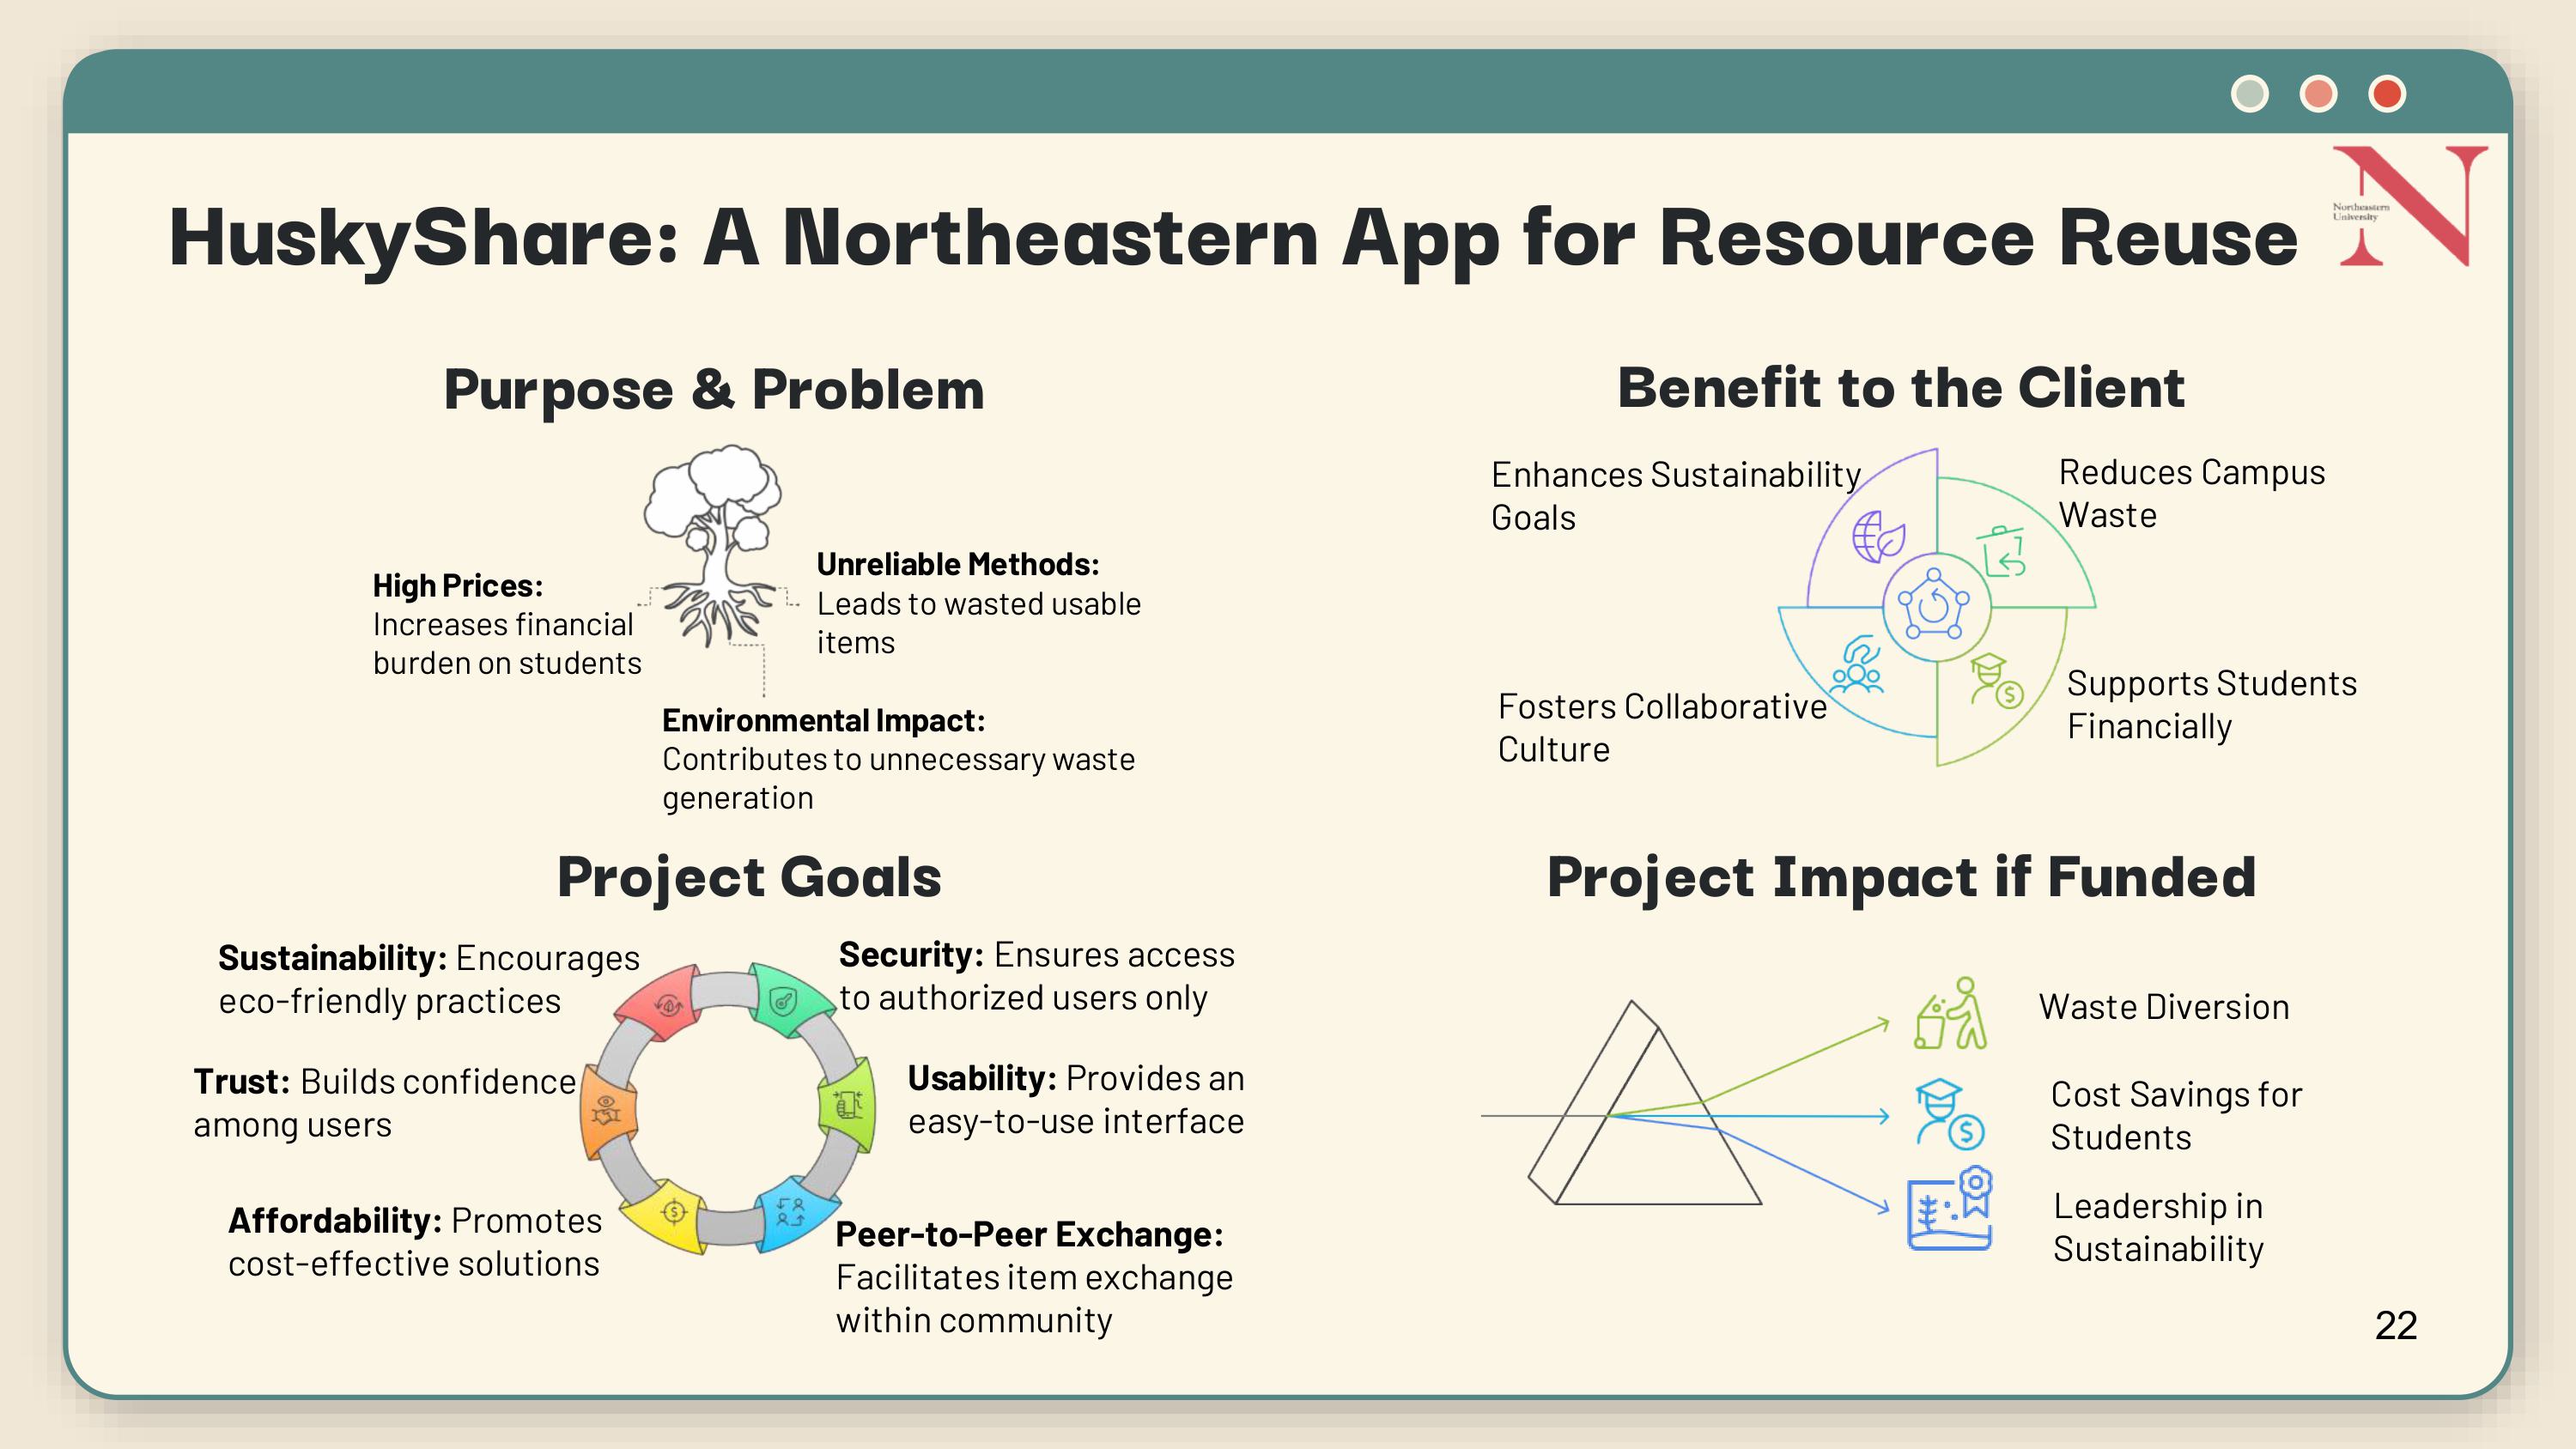 HuskyShare: A Northeastern App for Resource Reuse
Northeastern
University
Purpose & Problem
High Prices:
Increases financial
burden on students
Unreliable Methods:
Leads to wasted usable
items
Environmental Impact:
Contributes to unnecessary waste
generation
Benefit to the Client
Enhances Sustainability
Goals
Reduces Campus
Waste
Fosters Collaborative
Culture
Supports Students
Financially
Project Goals
Sustainability: Encourages
eco-friendly practices
Security: Ensures access
to authorized users only
Trust: Builds confidence
among users
Usability: Provides an
easy-to-use interface
Affordability: Promotes
cost-effective solutions
Peer-to-Peer Exchange:
Facilitates item exchange
within community
Project Impact if Funded
Waste Diversion
Cost Savings for
Students
Leadership in
Sustainability
22